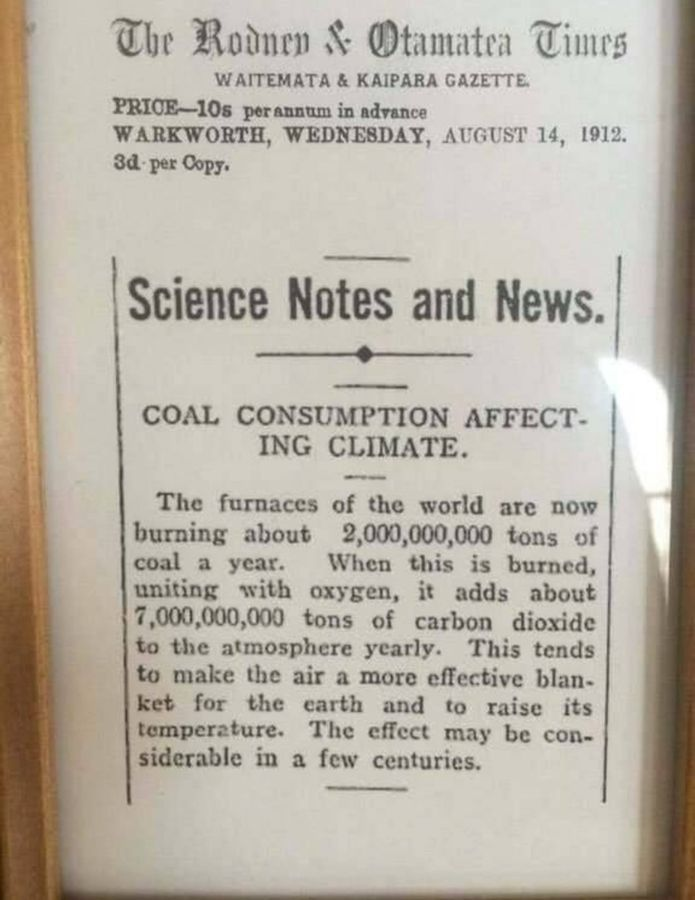 The Rodney & Otamatea Times
WAITEMATA & KAIPARA GAZETTE.
PRICE—10s per annum in advance
WARKWORTH, WEDNESDAY, AUGUST 14, 1912.
3d per Copy.
Science Notes and News.
COAL CONSUMPTION AFFECT-
ING CLIMATE.
The furnaces of the world are now
burning about 2,000,000,000 tons of
coal a year. When this is burned,
uniting with oxygen, it adds about
7,000,000,000 tons of carbon dioxide
to the atmosphere yearly. This tends
to make the air a more effective blan-
ket for the earth and to raise its
temperature. The effect may be con-
siderable in a few centuries.